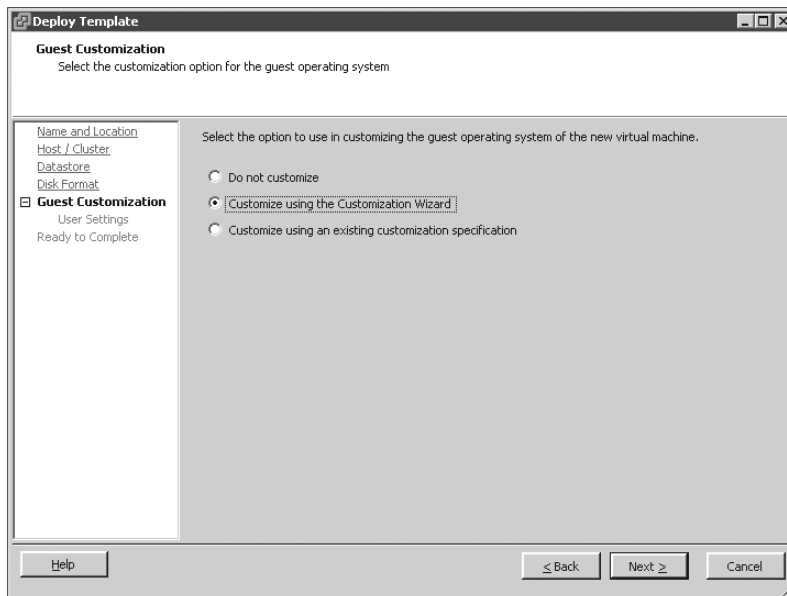 Deploy Template
Guest Customization
Select the customization option for the guest operating system
Name and Location
Host / Cluster
Datastore
Disk Format
Guest Customization
User Settings
Ready to Complete
Select the option to use in customizing the guest operating system of the new virtual machine.
Do not customize
Customize using the Customization Wizard
Customize using an existing customization specification
Help
< Back
Next >
Cancel